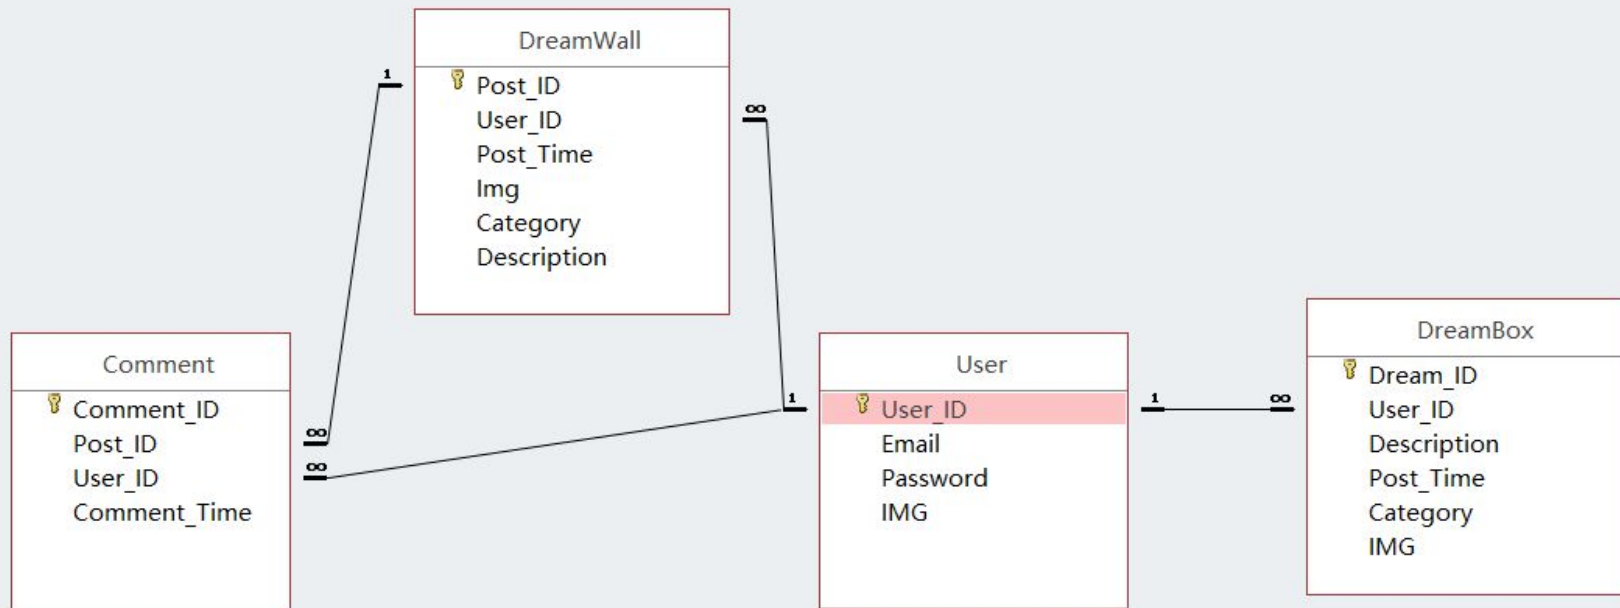 DreamWall
Post_ID
User_ID
Post_Time
Img
Category
Description
Comment
Comment_ID
Post_ID
User_ID
Comment_Time
User
User_ID
Email
Password
IMG
DreamBox
Dream_ID
User_ID
Description
Post_Time
Category
IMG
1
∞
∞
∞
1
1
∞